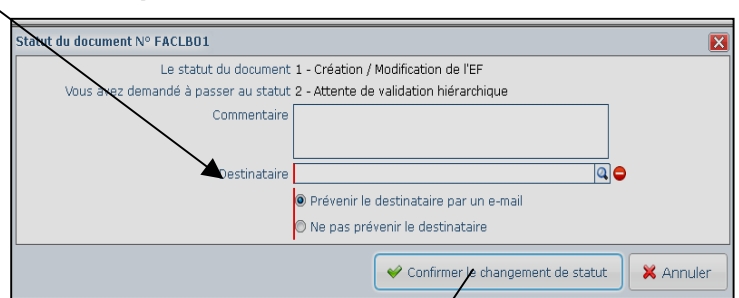 Statut du document N° FACLB01
Le statut du document 1 - Création / Modification de l'EF
Vous avez demandé à passer au statut 2 - Attente de validation hiérarchique
Commentaire
Destinataire
Prévenir le destinataire par un e-mail
Ne pas prévenir le destinataire
Confirmer le changement de statut Annuler